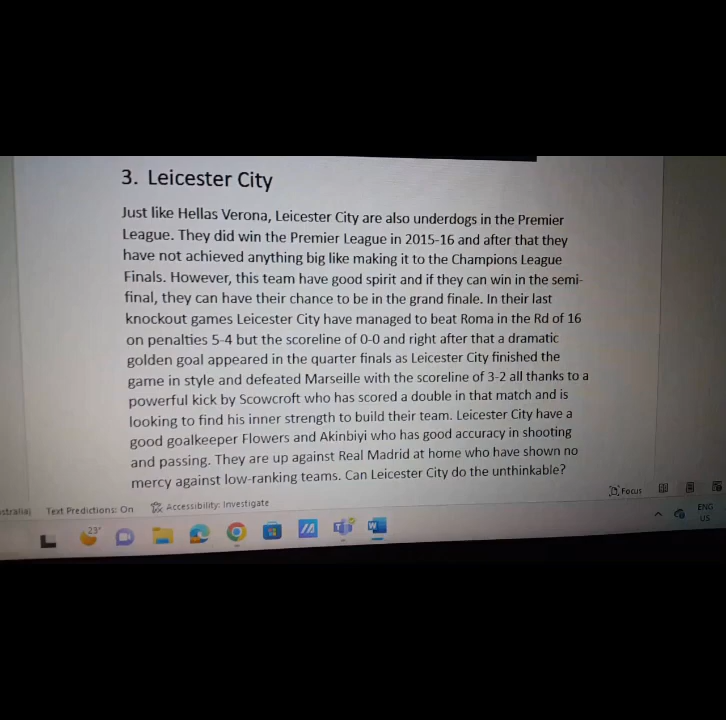 3. Leicester City
Just like Hellas Verona, Leicester City are also underdogs in the Premier
League. They did win the Premier League in 2015-16 and after that they
have not achieved anything big like making it to the Champions League
Finals. However, this team have good spirit and if they can win in the semi-
final, they can have their chance to be in the grand finale. In their last
knockout games Leicester City have managed to beat Roma in the Rd of 16
on penalties 5-4 but the scoreline of 0-0 and right after that a dramatic
golden goal appeared in the quarter finals as Leicester City finished the
game in style and defeated Marseille with the scoreline of 3-2 all thanks to a
powerful kick by Scowcroft who has scored a double in that match and is
looking to find his inner strength to build their team. Leicester City have a
good goalkeeper Flowers and Akinbiyi who has good accuracy in shooting
and passing. They are up against Real Madrid at home who have shown no
mercy against low-ranking teams. Can Leicester City do the unthinkable?
stralia) Text Predictions: On Accessibility: Investigate Focus
23°
ENG
US